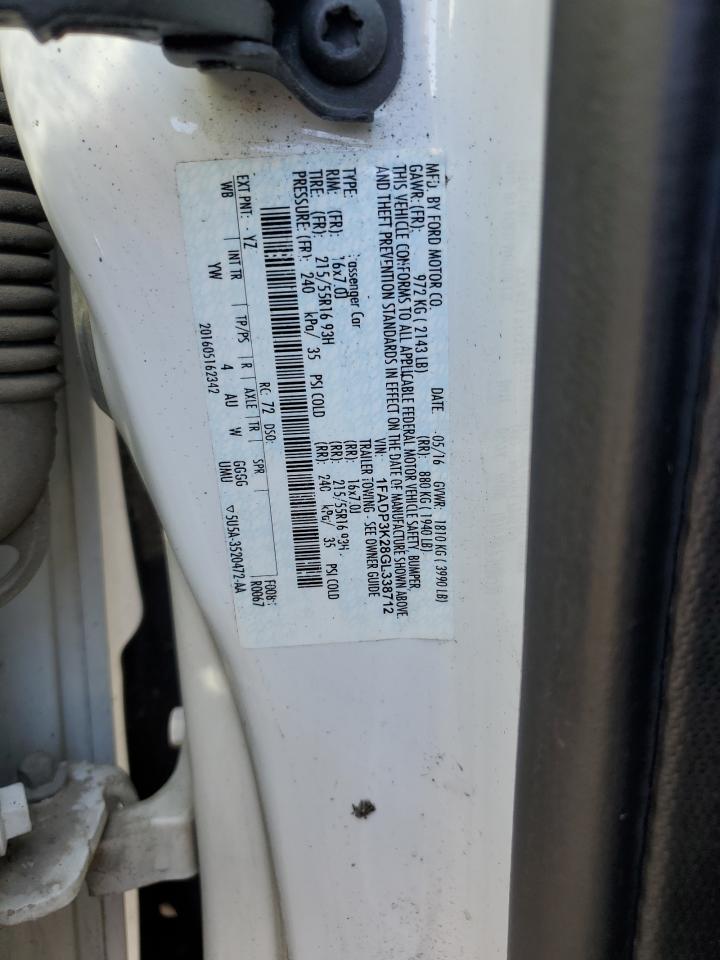 MFD. BY FORD MOTOR CO.
DATE: 05/16 GVWR: 1810 KG (3990 LB)
GAWR: (FR): 972 KG (2143 LB) (RR): 880 KG (1940 LB)
THIS VEHICLE CONFORMS TO ALL APPLICABLE FEDERAL MOTOR VEHICLE SAFETY, BUMPER,
AND THEFT PREVENTION STANDARDS IN EFFECT ON THE DATE OF MANUFACTURE SHOWN ABOVE.
VIN: 1FADP3K28GL338712
TYPE: Passenger Car TRAILER TOWING - SEE OWNER GUIDE
RIM: (FR): 16x7.0J (RR): 16x7.0J
TIRE: (FR): 215/55R16 93H (RR): 215/55R16 93H
PRESSURE: (FR): 240 kPa/ 35 PSI COLD (RR): 240 kPa/ 35 PSI COLD
EXT PNT: YZ RC: 72 DSO: F0081
WB INT TR TP/PS R AXLE TR SPR R0067
YW 4 AU W GGGG
UMU
201605162342 ▽5U5A-3520472-AA